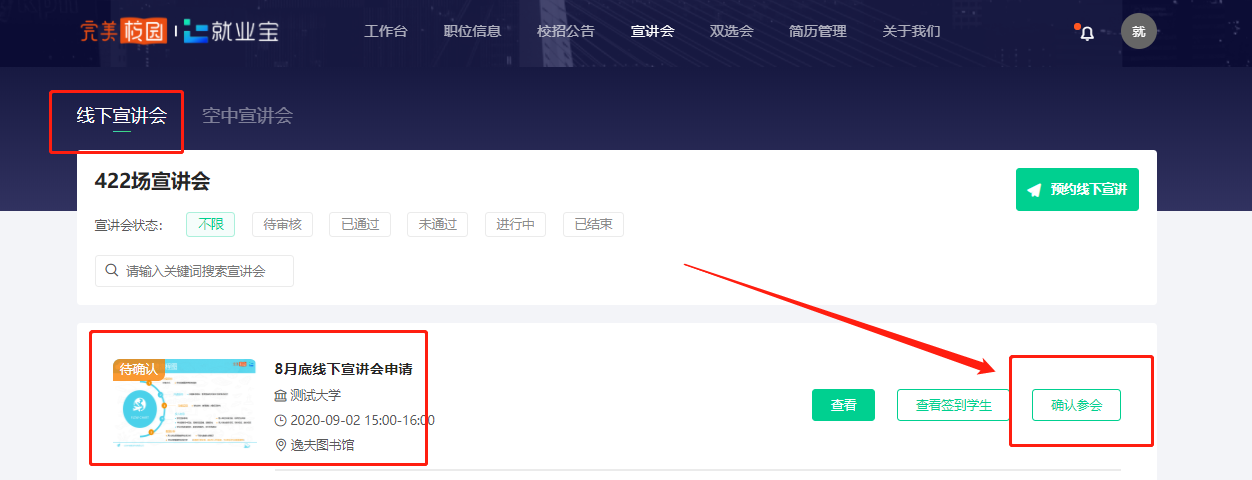 完美校园 | 就业宝
工作台 职位信息 校招公告 宣讲会 双选会 简历管理 关于我们 就
线下宣讲会 空中宣讲会
422场宣讲会
预约线下宣讲
宣讲会状态： 不限 待审核 已通过 未通过 进行中 已结束
请输入关键词搜索宣讲会
待确认
8月底线下宣讲会申请
测试大学
查看 查看签到学生 确认参会
2020-09-02 15:00-16:00
逸夫图书馆